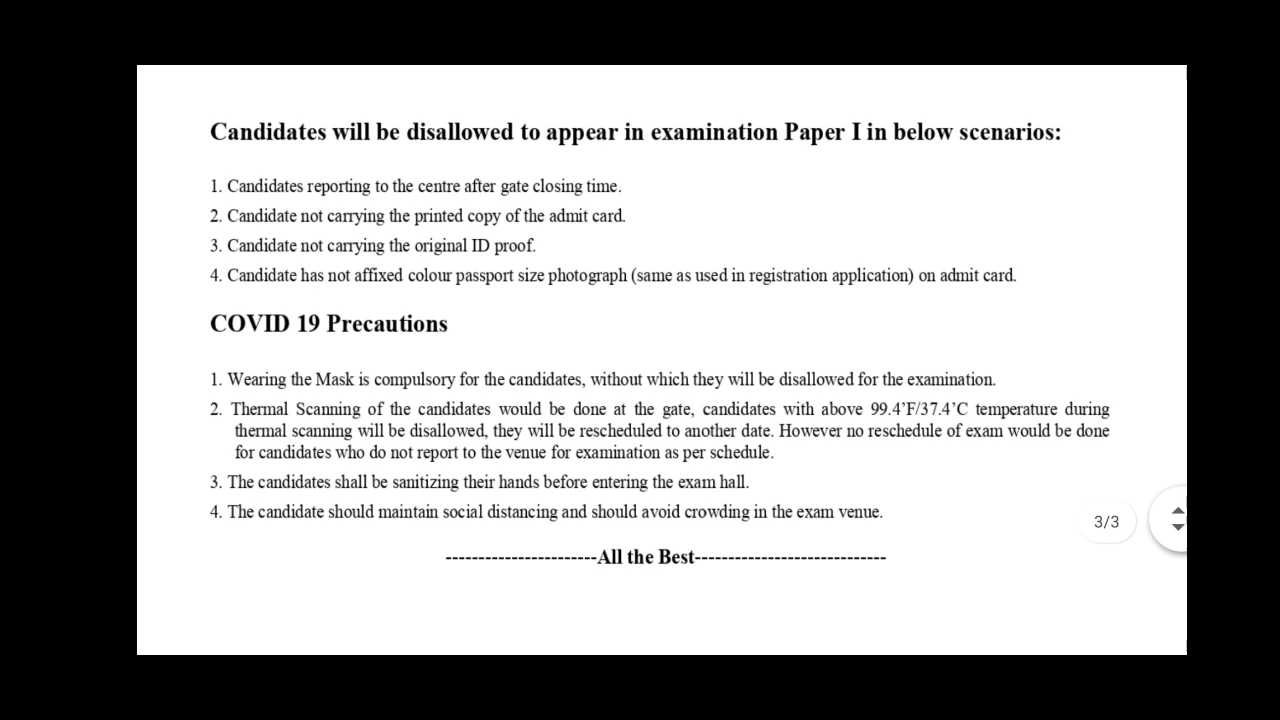 Candidates will be disallowed to appear in examination Paper I in below scenarios:
1. Candidates reporting to the centre after gate closing time.
2. Candidate not carrying the printed copy of the admit card.
3. Candidate not carrying the original ID proof.
4. Candidate has not affixed colour passport size photograph (same as used in registration application) on admit card.
COVID 19 Precautions
1. Wearing the Mask is compulsory for the candidates, without which they will be disallowed for the examination.
2. Thermal Scanning of the candidates would be done at the gate, candidates with above 99.4’F/37.4’C temperature during
thermal scanning will be disallowed, they will be rescheduled to another date. However no reschedule of exam would be done
for candidates who do not report to the venue for examination as per schedule.
3. The candidates shall be sanitizing their hands before entering the exam hall.
4. The candidate should maintain social distancing and should avoid crowding in the exam venue.
3/3
-----------------------All the Best-----------------------------